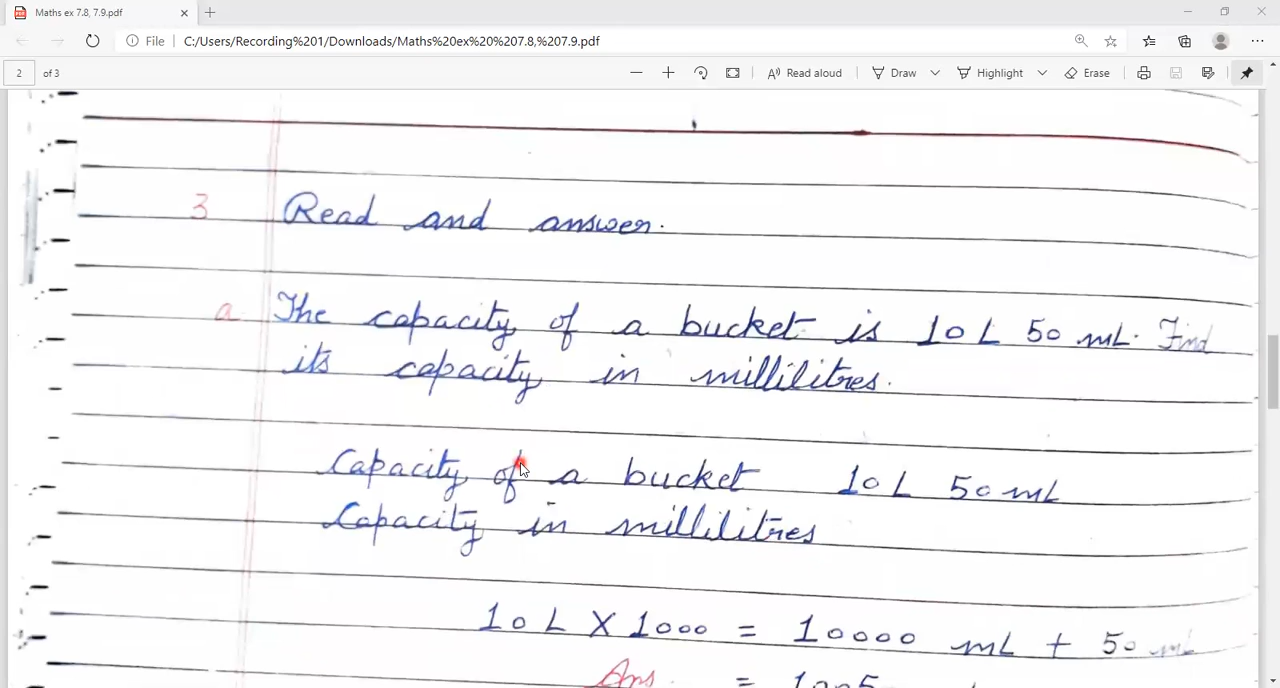 Maths ex 7.8, 7.9.pdf
File C:/Users/Recording%201/Downloads/Maths%20ex%20%207.8,%207.9.pdf
2 of 3 Read aloud Draw Highlight Erase
3 Read and answer.
a The capacity of a bucket is 10 L 50 mL. Find
its capacity in millilitres.
Capacity of a bucket 10 L 50 mL
Capacity in millilitres
10 L X 1000 = 10000 mL + 50 mL
Ans =